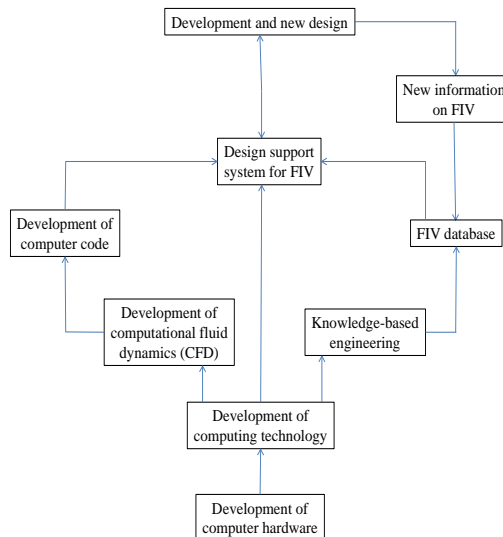 Development and new design
New information
on FIV
Design support
system for FIV
Development of
computer code
FIV database
Development of
computational fluid
dynamics (CFD)
Knowledge-based
engineering
Development of
computing technology
Development of
computer hardware